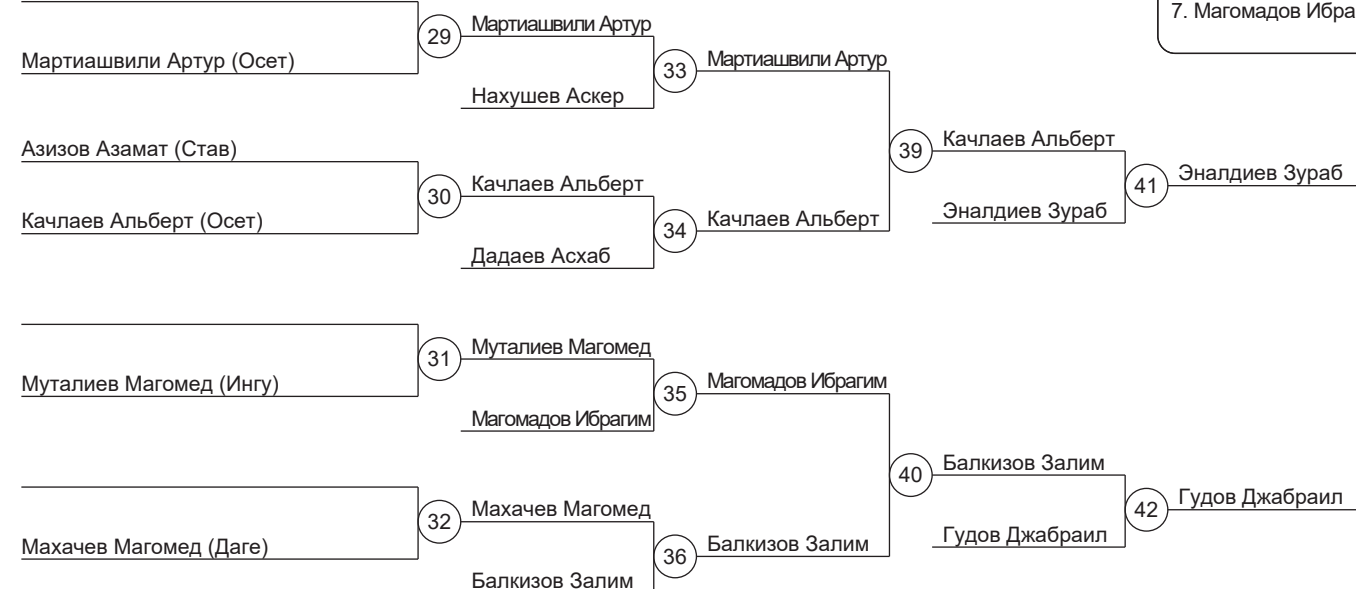 7. Магомадов Ибра
29
Мартиашвили Артур
Мартиашвили Артур (Осет)
33
Мартиашвили Артур
Нахушев Аскер
Азизов Азамат (Став)
39
Качлаев Альберт
30
Качлаев Альберт
41
Эналдиев Зураб
Качлаев Альберт (Осет)
34
Качлаев Альберт
Эналдиев Зураб
Дадаев Асхаб
31
Муталиев Магомед
Муталиев Магомед (Ингу)
35
Магомадов Ибрагим
Магомадов Ибрагим
40
Балкизов Залим
32
Махачев Магомед
42
Гудов Джабраил
Махачев Магомед (Даге)
36
Балкизов Залим
Гудов Джабраил
Балкизов Залим